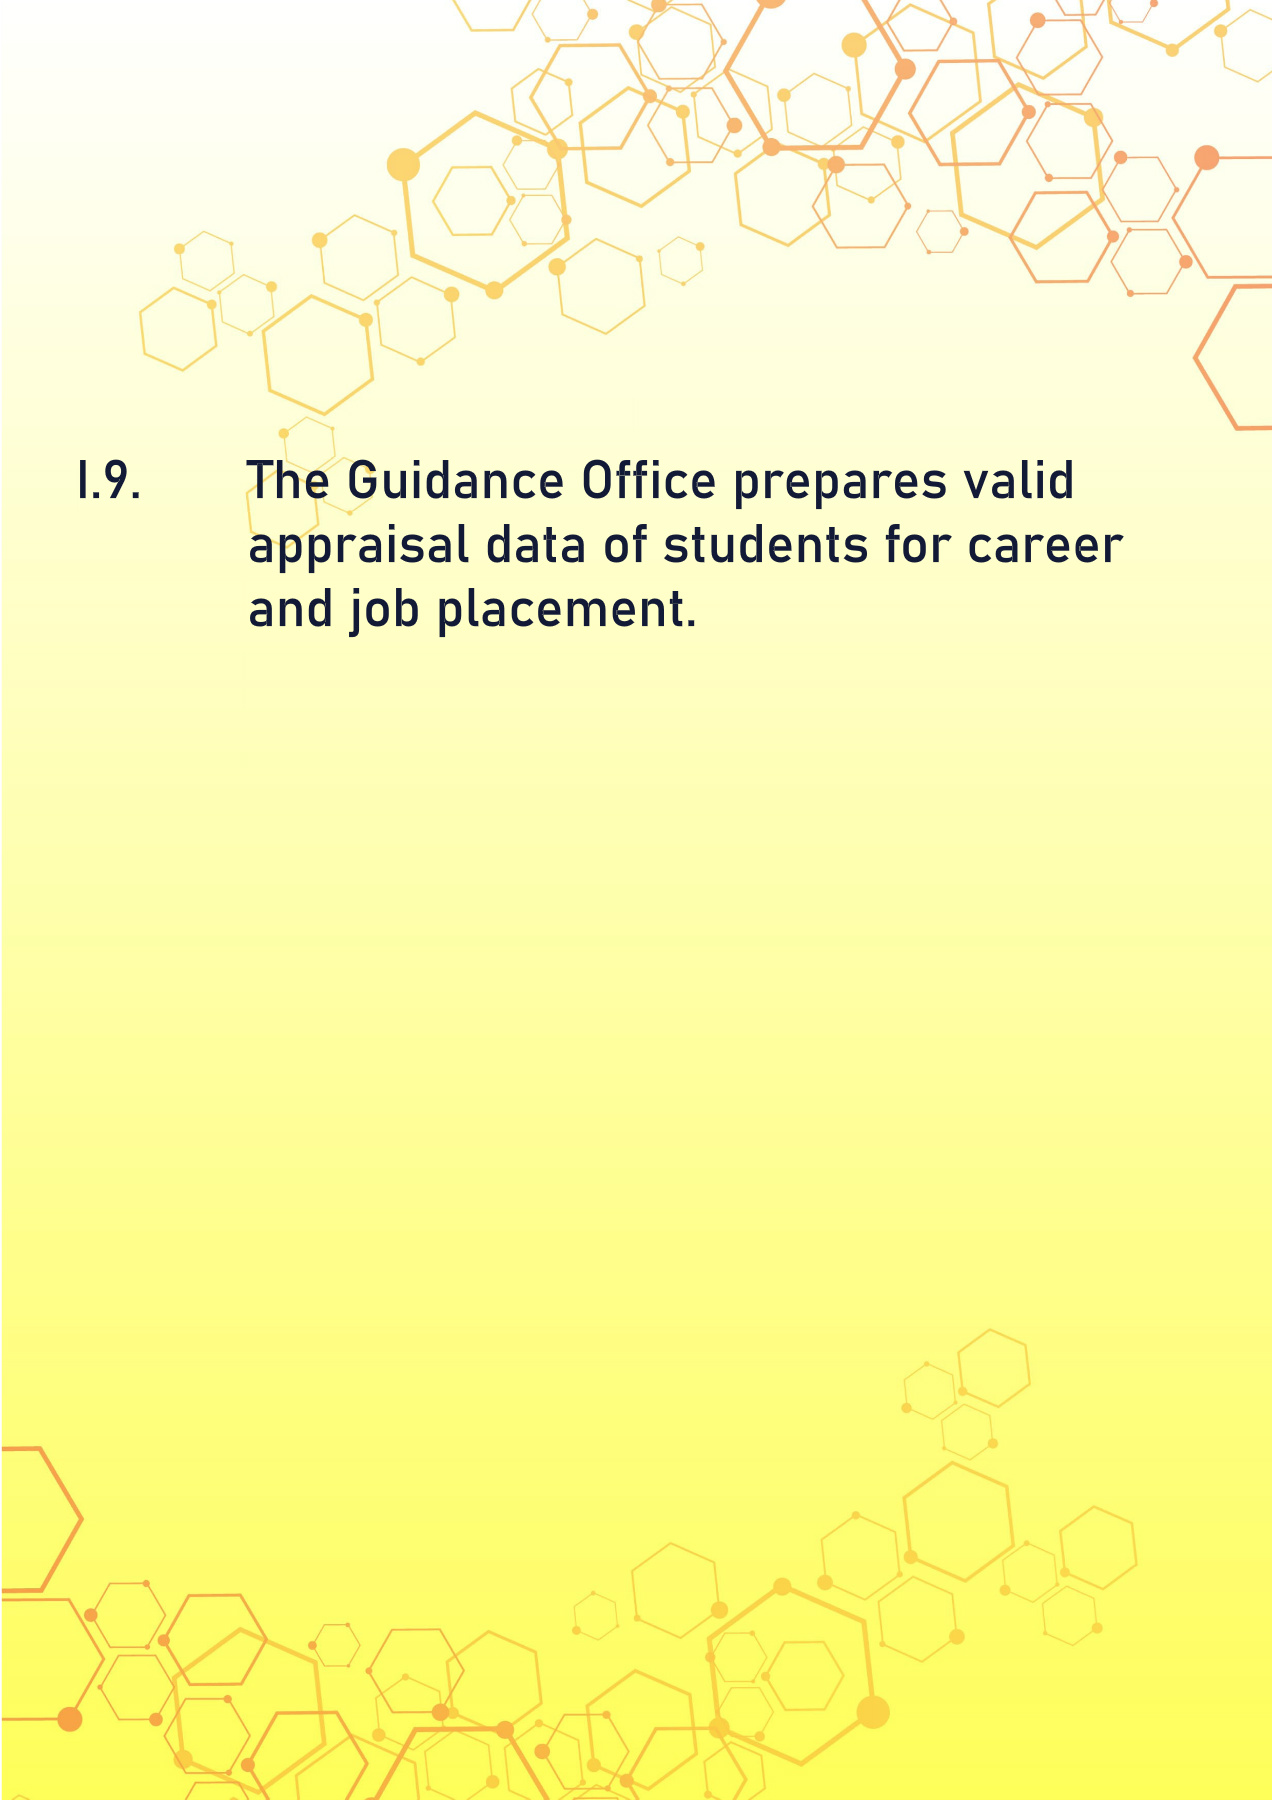 I.9. The Guidance Office prepares valid
appraisal data of students for career
and job placement.